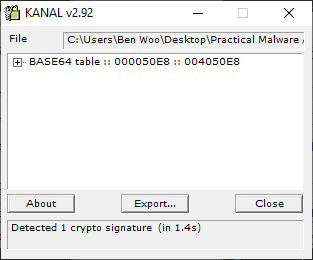 KANAL v2.92
File C:\Users\Ben Woo\Desktop\Practical Malware
BASE64 table :: 000050E8 :: 004050E8
About Export... Close
Detected 1 crypto signature (in 1.4s)